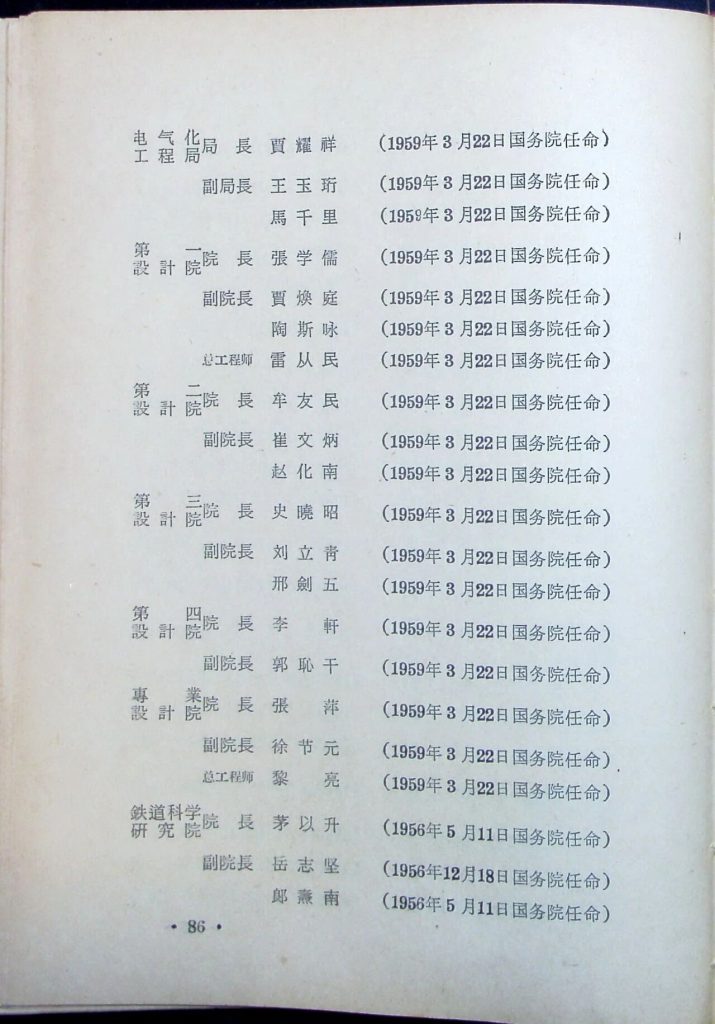 电气化
工程局 局長 賈耀祥 (1959年3月22日国务院任命)
副局長 王玉珩 (1959年3月22日国务院任命)
馬千里 (1959年3月22日国务院任命)
第一
設計院 院長 張学儒 (1959年3月22日国务院任命)
副院長 賈煥庭 (1959年3月22日国务院任命)
陶斯咏 (1959年3月22日国务院任命)
总工程师 雷从民 (1959年3月22日国务院任命)
第二
設計院 院長 牟友民 (1959年3月22日国务院任命)
副院長 崔文炳 (1959年3月22日国务院任命)
赵化南 (1959年3月22日国务院任命)
第三
設計院 院長 史曉昭 (1959年3月22日国务院任命)
副院長 刘立青 (1959年3月22日国务院任命)
邢劍五 (1959年3月22日国务院任命)
第四
設計院 院長 李軒 (1959年3月22日国务院任命)
副院長 郭恥干 (1959年3月22日国务院任命)
專業
設計院 院長 張萍 (1959年3月22日国务院任命)
副院長 徐节元 (1959年3月22日国务院任命)
总工程师 黎亮 (1959年3月22日国务院任命)
鉄道科学
研究院 院長 茅以升 (1956年5月11日国务院任命)
副院長 岳志坚 (1956年12月18日国务院任命)
郎南 (1956年5月11日国务院任命)
·86·